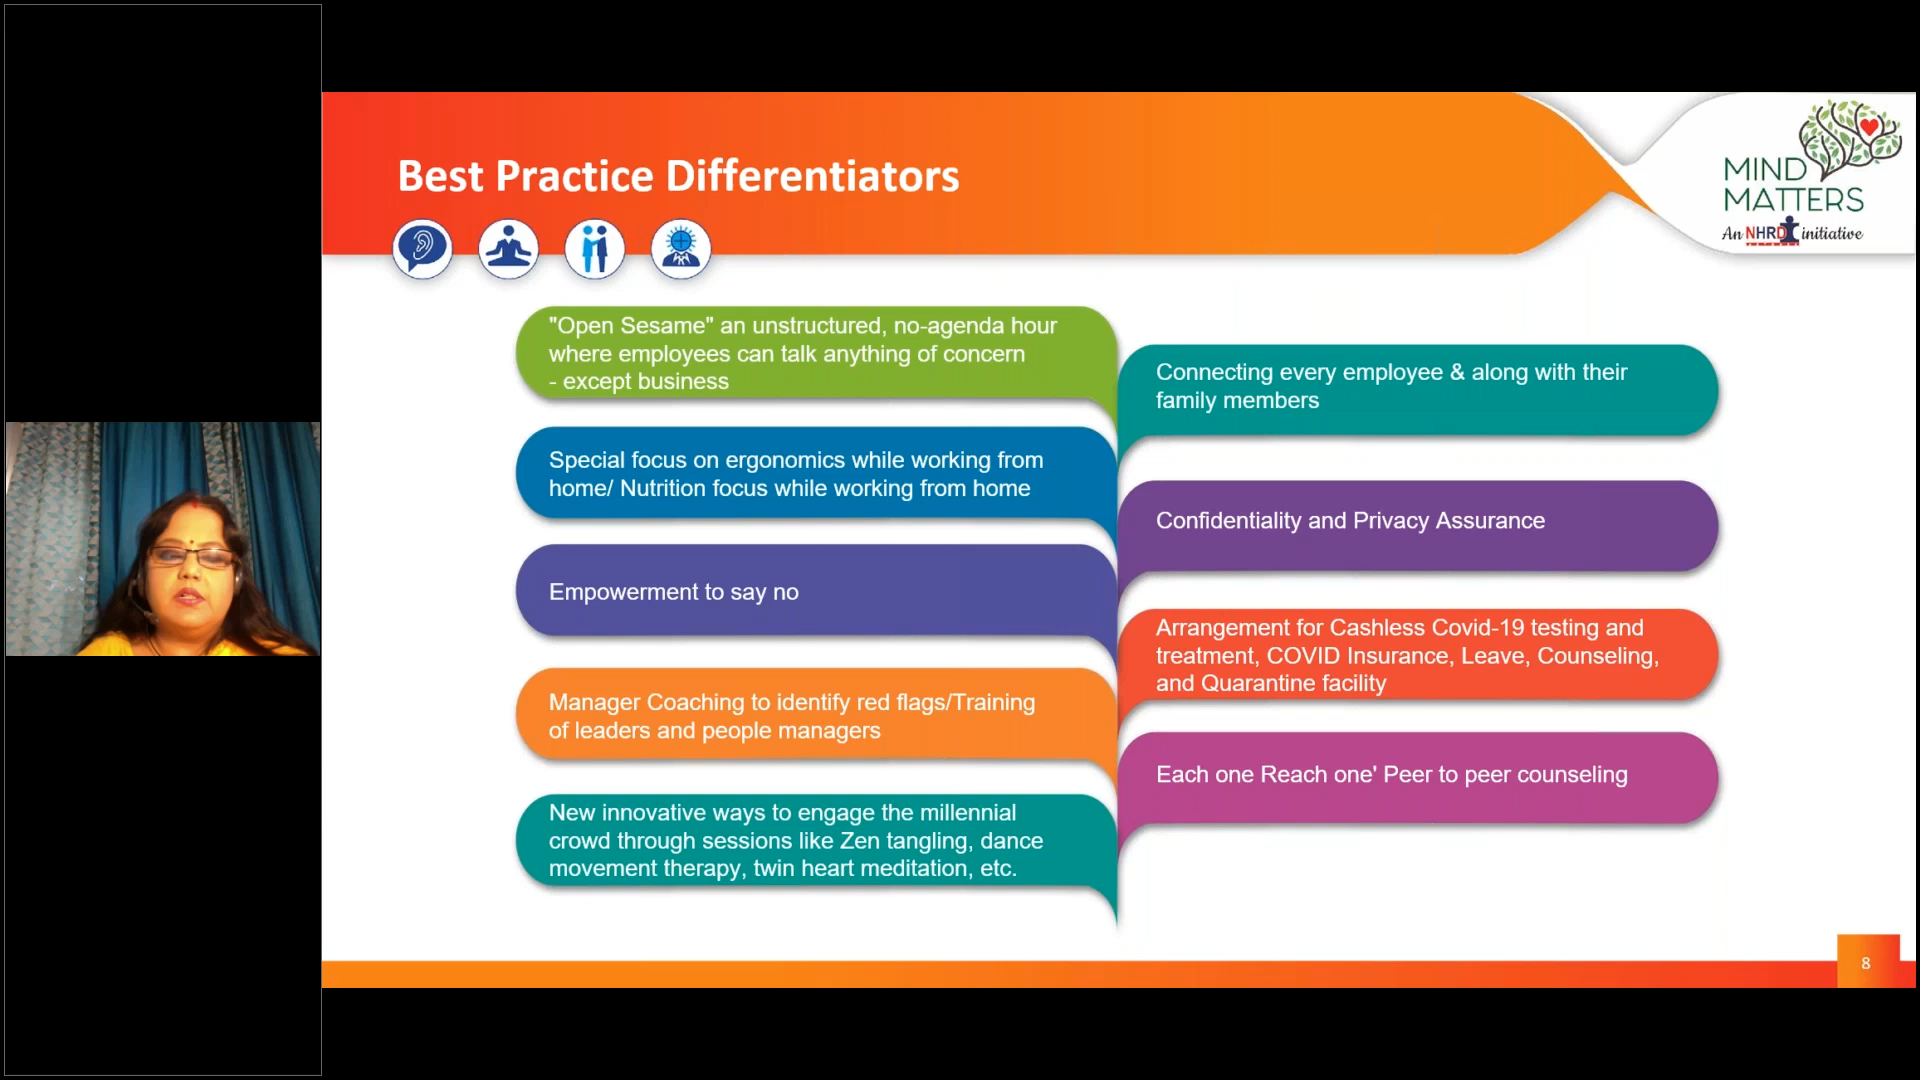 Best Practice Differentiators
MIND
MATTERS
An NHRD initiative
"Open Sesame" an unstructured, no-agenda hour
where employees can talk anything of concern
- except business
Special focus on ergonomics while working from
home/ Nutrition focus while working from home
Empowerment to say no
Manager Coaching to identify red flags/Training
of leaders and people managers
New innovative ways to engage the millennial
crowd through sessions like Zen tangling, dance
movement therapy, twin heart meditation, etc.
Connecting every employee & along with their
family members
Confidentiality and Privacy Assurance
Arrangement for Cashless Covid-19 testing and
treatment, COVID Insurance, Leave, Counseling,
and Quarantine facility
Each one Reach one' Peer to peer counseling
8